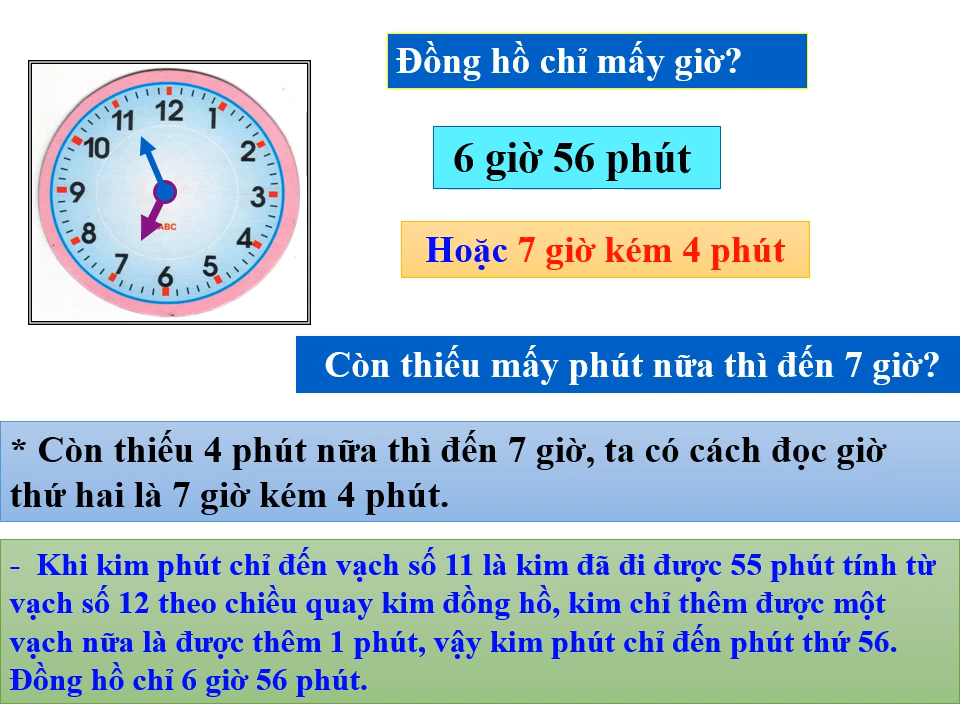 Đồng hồ chỉ mấy giờ?
12
1
2
3
4
5
6
7
8
9
10
11
ABC
6 giờ 56 phút
Hoặc 7 giờ kém 4 phút
Còn thiếu mấy phút nữa thì đến 7 giờ?
* Còn thiếu 4 phút nữa thì đến 7 giờ, ta có cách đọc giờ
thứ hai là 7 giờ kém 4 phút.
- Khi kim phút chỉ đến vạch số 11 là kim đã đi được 55 phút tính từ
vạch số 12 theo chiều quay kim đồng hồ, kim chỉ thêm được một
vạch nữa là được thêm 1 phút, vậy kim phút chỉ đến phút thứ 56.
Đồng hồ chỉ 6 giờ 56 phút.